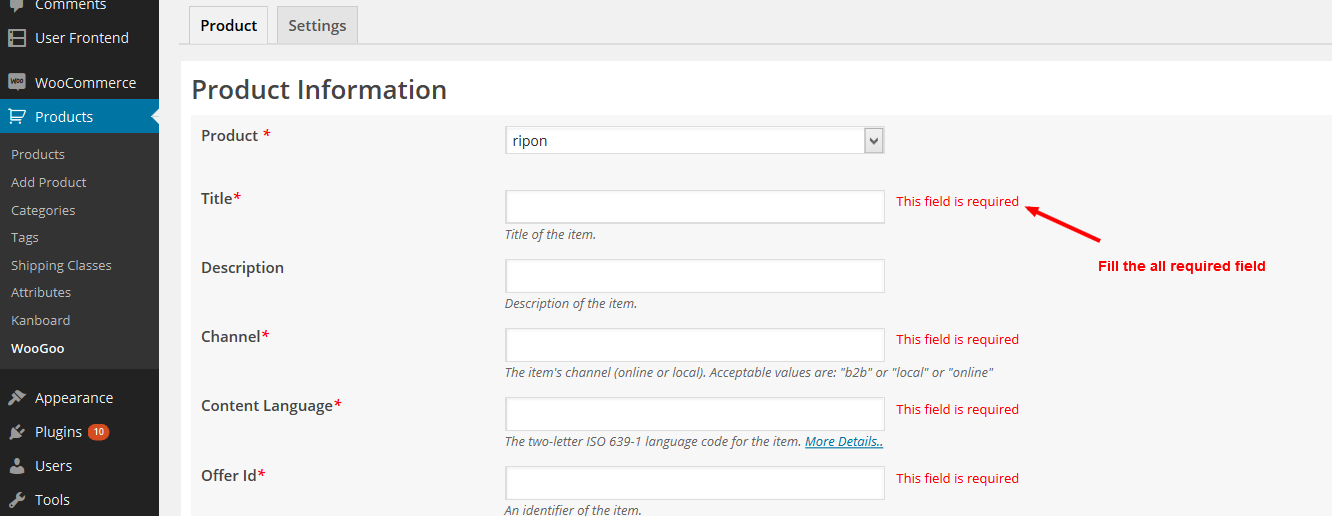 Comments
User Frontend
WOO WooCommerce
Products
Products
Add Product
Categories
Tags
Shipping Classes
Attributes
Kanboard
WooGoo
Appearance
Plugins 10
Users
Tools
Product Settings
Product Information
Product *
ripon
Title*
This field is required
Title of the item.
Fill the all required field
Description
Description of the item.
Channel*
This field is required
The item's channel (online or local). Acceptable values are: "b2b" or "local" or "online"
Content Language*
This field is required
The two-letter ISO 639-1 language code for the item. More Details..
Offer Id*
This field is required
An identifier of the item.